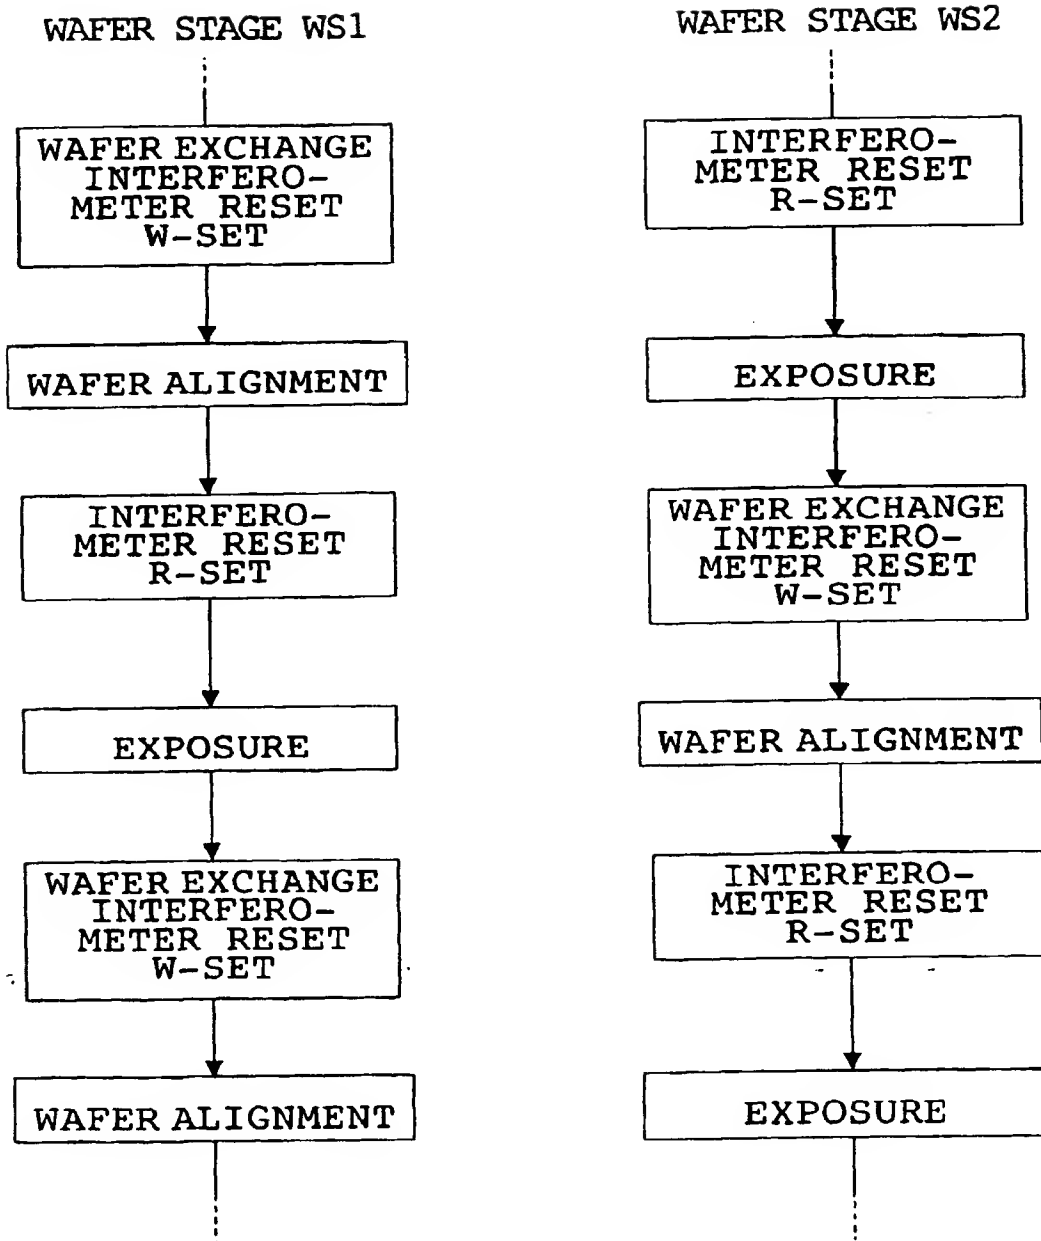 WAFER STAGE WS1
WAFER EXCHANGE
INTERFERO-
METER RESET
W-SET
WAFER ALIGNMENT
INTERFERO-
METER RESET
R-SET
EXPOSURE
WAFER EXCHANGE
INTERFERO-
METER RESET
W-SET
WAFER ALIGNMENT
WAFER STAGE WS2
INTERFERO-
METER RESET
R-SET
EXPOSURE
WAFER EXCHANGE
INTERFERO-
METER RESET
W-SET
WAFER ALIGNMENT
INTERFERO-
METER RESET
R-SET
EXPOSURE